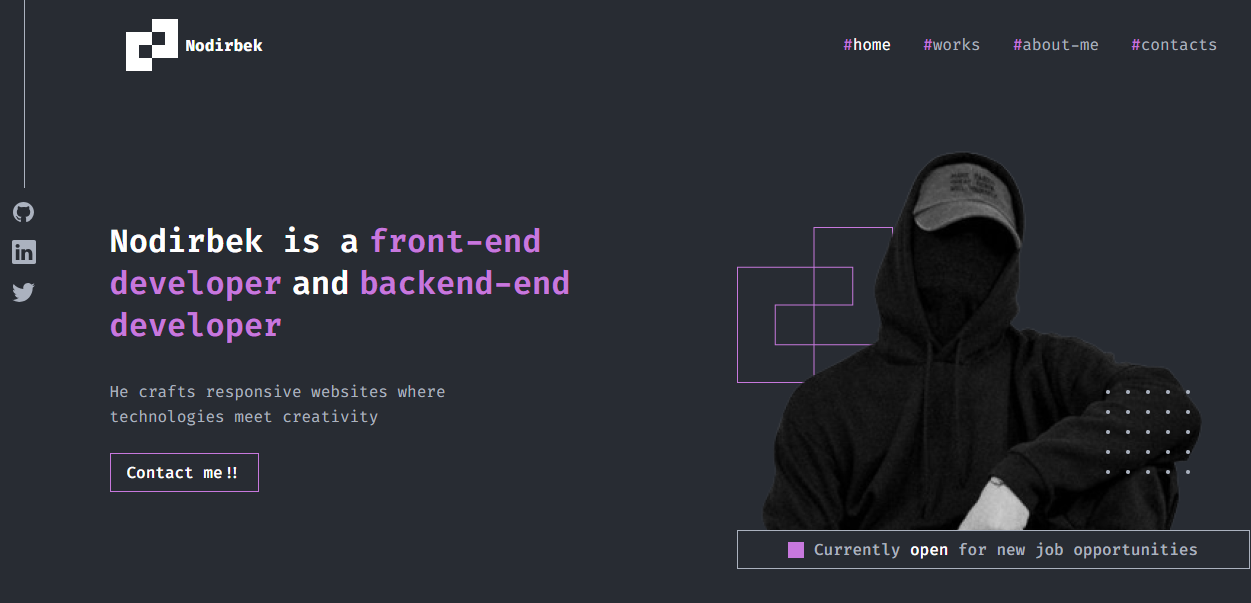 Nodirbek
#home #works #about-me #contacts
Nodirbek is a front-end
developer and backend-end
developer
He crafts responsive websites where
technologies meet creativity
Contact me!!
Currently open for new job opportunities
in